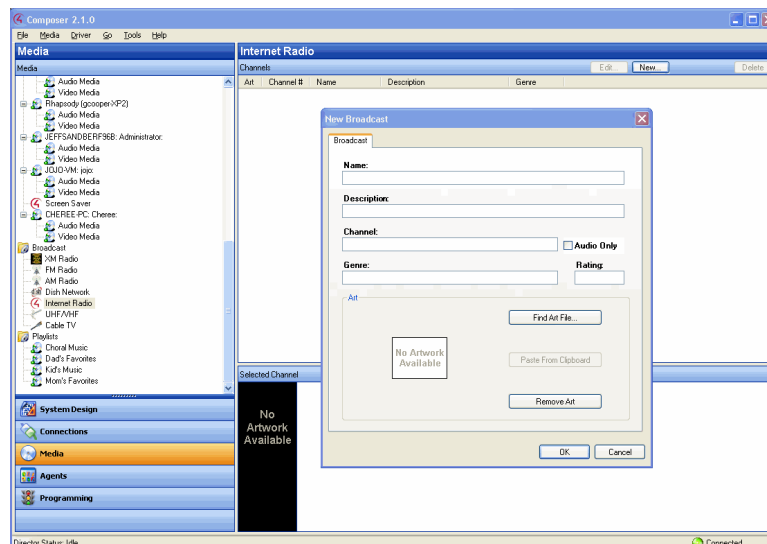 Composer 2.1.0
File Media Driver Go Tools Help
Media
Internet Radio
Media
Channels
Edit...
New...
Delete
Art Channel # Name Description Genre
Audio Media
Video Media
Rhapsody (gcooper-XP2)
Audio Media
Video Media
JEFFSANDBERF96B: Administrator:
Audio Media
Video Media
JOJO-VM: jojo:
Audio Media
Video Media
Screen Saver
CHEREE-PC: Cheree:
Audio Media
Video Media
Broadcast
XM Radio
FM Radio
AM Radio
Dish Network
Internet Radio
UHF/VHF
Cable TV
Playlists
Choral Music
Dad's Favorites
Kid's Music
Mom's Favorites
System Design
Connections
Media
Agents
Programming
Director Status: Idle
New Broadcast
Broadcast
Name:
Description:
Channel:
Audio Only
Genre:
Rating:
Art
Find Art File...
No Artwork
Available
Paste From Clipboard
Remove Art
OK
Cancel
Selected Channel
No
Artwork
Available
Connected